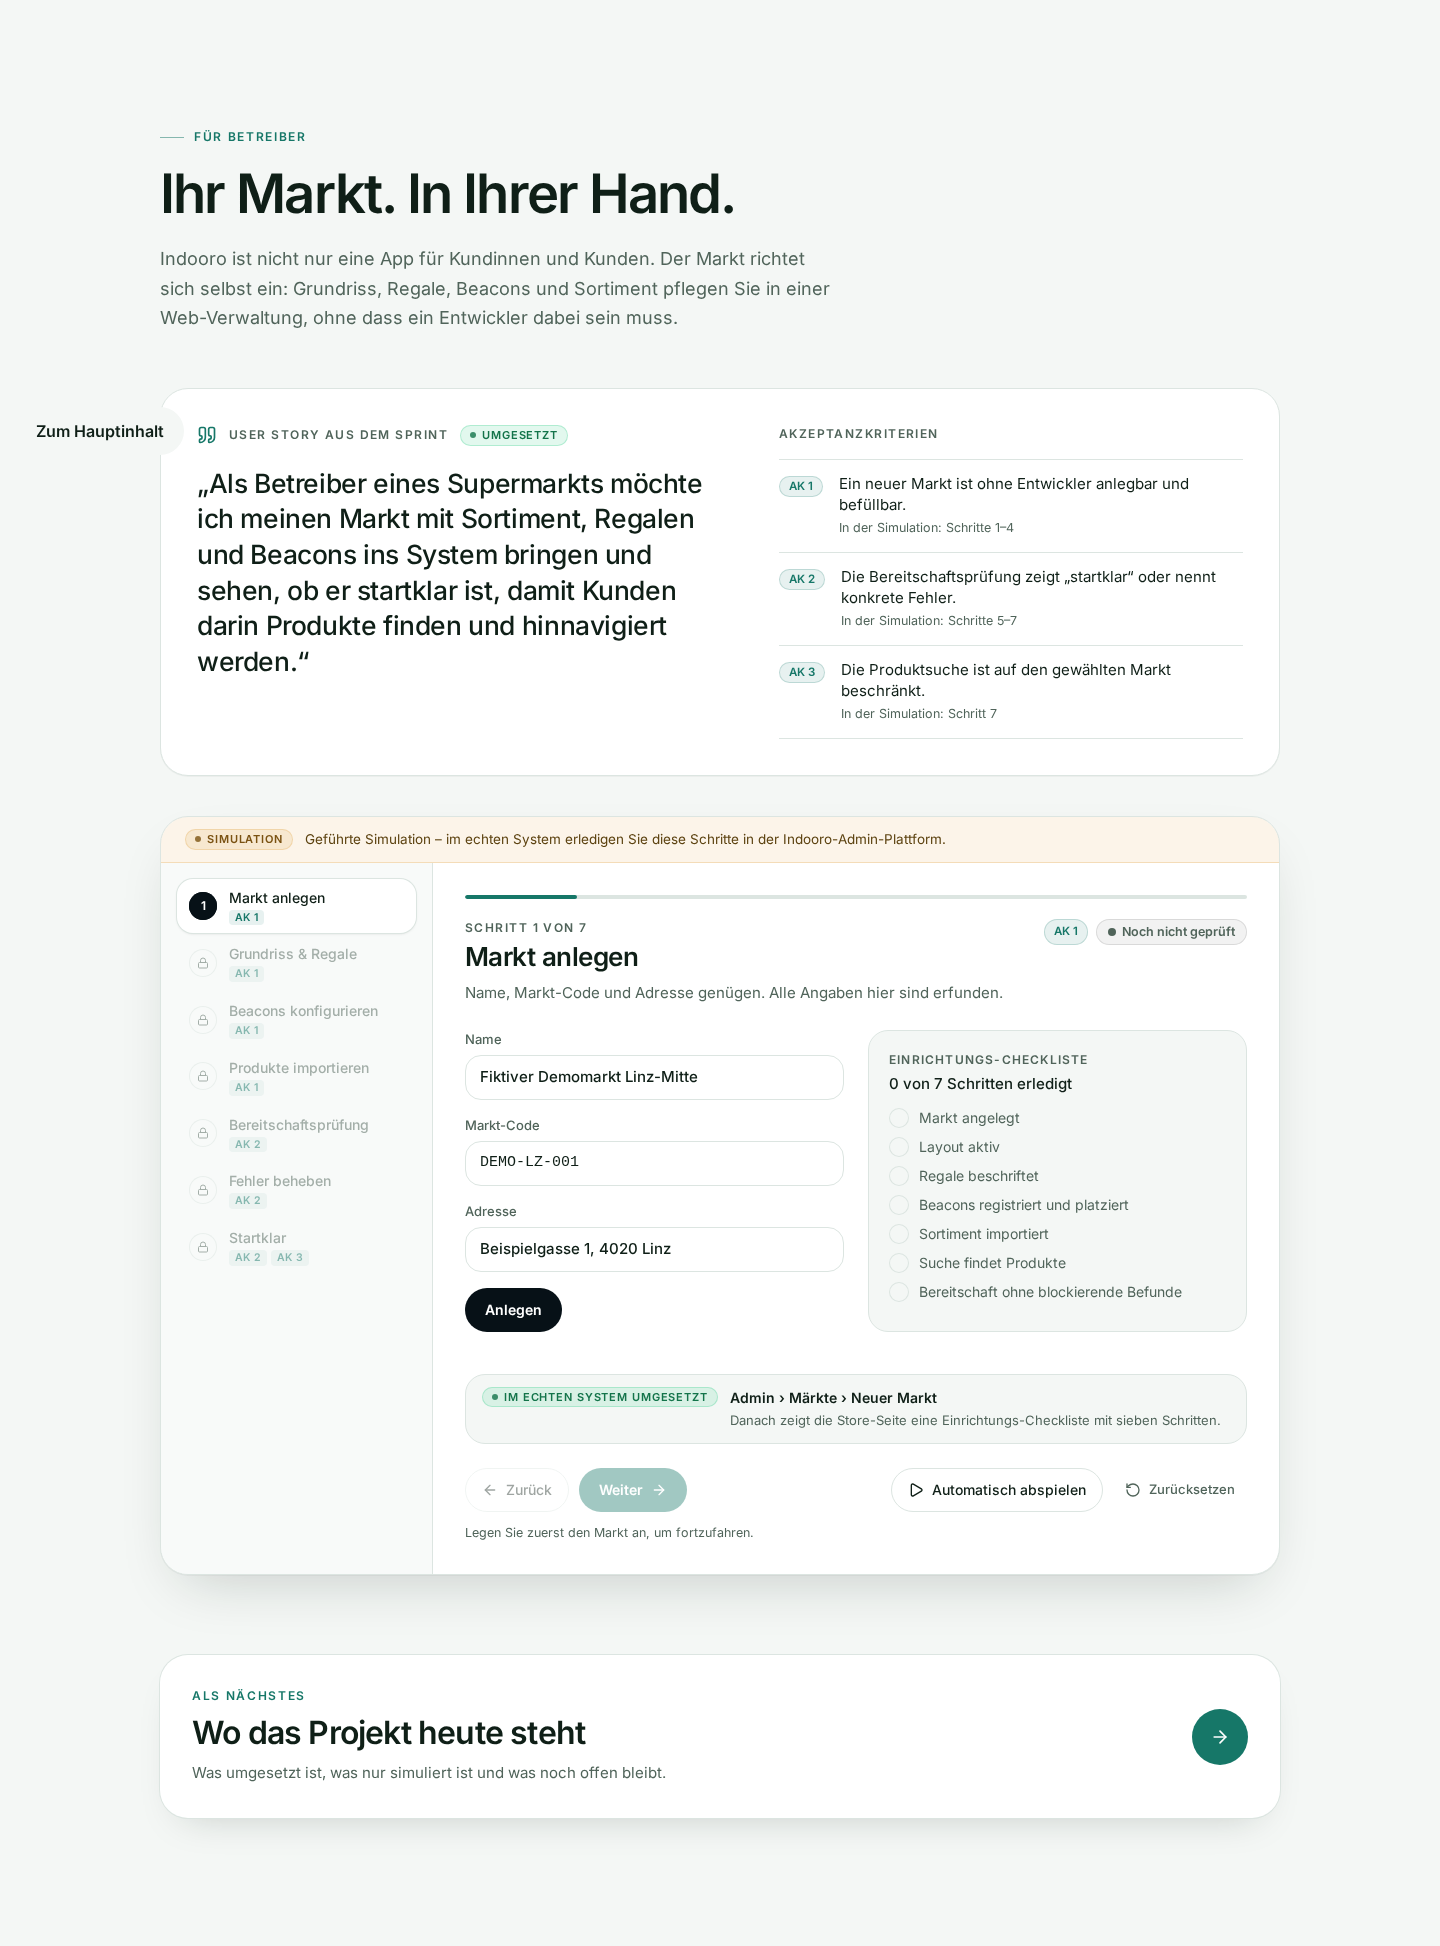 FÜR BETREIBER
Ihr Markt. In Ihrer Hand.
Indooro ist nicht nur eine App für Kundinnen und Kunden. Der Markt richtet
sich selbst ein: Grundriss, Regale, Beacons und Sortiment pflegen Sie in einer
Web-Verwaltung, ohne dass ein Entwickler dabei sein muss.
Zum Hauptinhalt
USER STORY AUS DEM SPRINT
UMGESETZT
„Als Betreiber eines Supermarkts möchte
ich meinen Markt mit Sortiment, Regalen
und Beacons ins System bringen und
sehen, ob er startklar ist, damit Kunden
darin Produkte finden und hinnavigiert
werden.“
AKZEPTANZKRITERIEN
AK 1
Ein neuer Markt ist ohne Entwickler anlegbar und
befüllbar.
In der Simulation: Schritte 1–4
AK 2
Die Bereitschaftsprüfung zeigt „startklar“ oder nennt
konkrete Fehler.
In der Simulation: Schritte 5–7
AK 3
Die Produktsuche ist auf den gewählten Markt
beschränkt.
In der Simulation: Schritt 7
SIMULATION
Geführte Simulation – im echten System erledigen Sie diese Schritte in der Indooro-Admin-Plattform.
1
Markt anlegen
AK 1
Grundriss & Regale
AK 1
Beacons konfigurieren
AK 1
Produkte importieren
AK 1
Bereitschaftsprüfung
AK 2
Fehler beheben
AK 2
Startklar
AK 2 AK 3
SCHRITT 1 VON 7
Markt anlegen
AK 1
Noch nicht geprüft
Name, Markt-Code und Adresse genügen. Alle Angaben hier sind erfunden.
Name
Fiktiver Demomarkt Linz-Mitte
Markt-Code
DEMO-LZ-001
Adresse
Beispielgasse 1, 4020 Linz
Anlegen
EINRICHTUNGS-CHECKLISTE
0 von 7 Schritten erledigt
Markt angelegt
Layout aktiv
Regale beschriftet
Beacons registriert und platziert
Sortiment importiert
Suche findet Produkte
Bereitschaft ohne blockierende Befunde
IM ECHTEN SYSTEM UMGESETZT
Admin › Märkte › Neuer Markt
Danach zeigt die Store-Seite eine Einrichtungs-Checkliste mit sieben Schritten.
Zurück
Weiter
Automatisch abspielen
Zurücksetzen
Legen Sie zuerst den Markt an, um fortzufahren.
ALS NÄCHSTES
Wo das Projekt heute steht
Was umgesetzt ist, was nur simuliert ist und was noch offen bleibt.